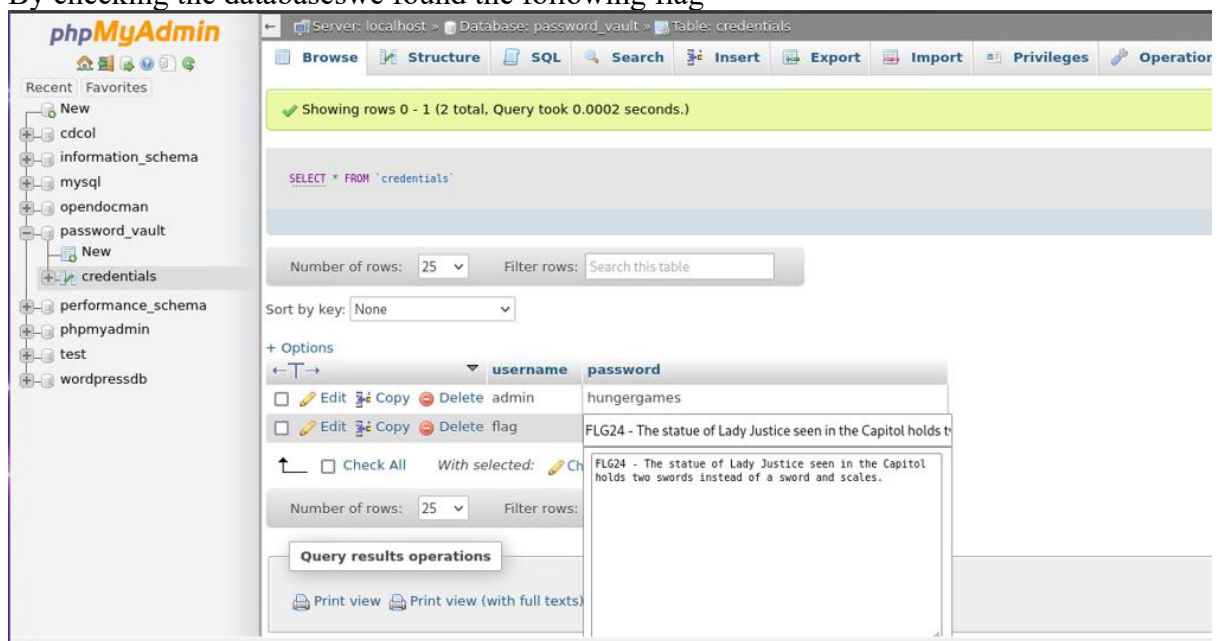 By checking the databaseswe found the following flag
phpMyAdmin
Recent Favorites
New
cdcol
information_schema
mysql
opendocman
password_vault
New
credentials
performance_schema
phpmyadmin
test
wordpressdb
Server: localhost » Database: password_vault » Table: credentials
Browse Structure SQL Search Insert Export Import Privileges Operation
Showing rows 0 - 1 (2 total, Query took 0.0002 seconds.)
SELECT * FROM `credentials`
Number of rows: 25 Filter rows: Search this table
Sort by key: None
+ Options
←T→ username password
Edit Copy Delete admin hungergames
Edit Copy Delete flag FLG24 - The statue of Lady Justice seen in the Capitol holds
Check All With selected: Ch
FLG24 - The statue of Lady Justice seen in the Capitol
holds two swords instead of a sword and scales.
Number of rows: 25 Filter rows:
Query results operations
Print view Print view (with full texts)